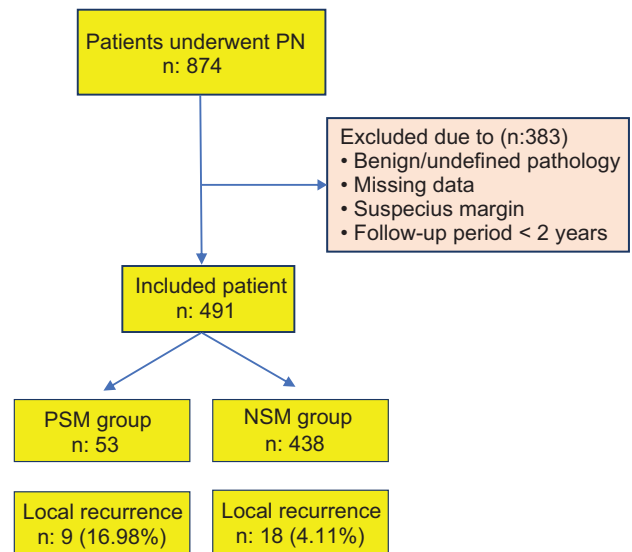 Patients underwent PN
n: 874
Excluded due to (n:383)
• Benign/undefined pathology
• Missing data
• Suspecius margin
• Follow-up period < 2 years
Included patient
n: 491
PSM group
n: 53
NSM group
n: 438
Local recurrence
n: 9 (16.98%)
Local recurrence
n: 18 (4.11%)